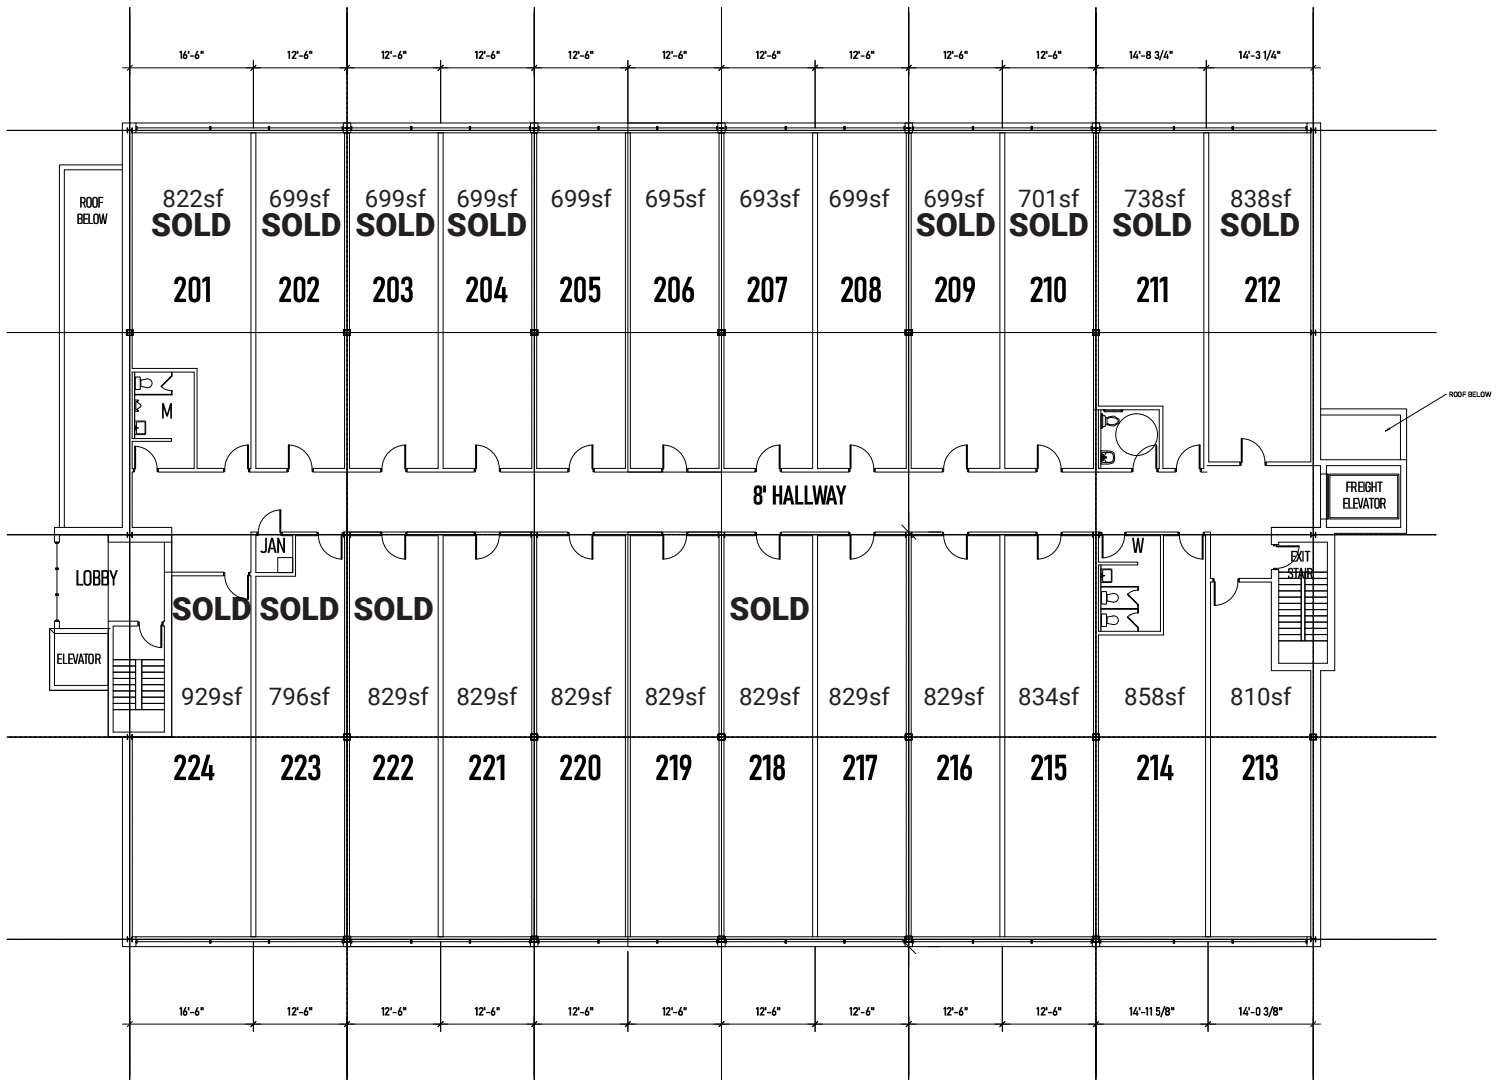 16'-6" 12'-6" 12'-6" 12'-6" 12'-6" 12'-6" 12'-6" 12'-6" 12'-6" 12'-6" 14'-8 3/4" 14'-3 1/4"
ROOF
BELOW
822sf 699sf 699sf 699sf 699sf 695sf 693sf 699sf 699sf 701sf 738sf 838sf
SOLD SOLD SOLD SOLD SOLD SOLD SOLD SOLD
201 202 203 204 205 206 207 208 209 210 211 212
ROOF BELOW
M
8' HALLWAY
FREIGHT
ELEVATOR
JAN
W
EXIT
STAIR
LOBBY
SOLD SOLD SOLD SOLD
ELEVATOR
929sf 796sf 829sf 829sf 829sf 829sf 829sf 829sf 829sf 834sf 858sf 810sf
224 223 222 221 220 219 218 217 216 215 214 213
16'-6" 12'-6" 12'-6" 12'-6" 12'-6" 12'-6" 12'-6" 12'-6" 12'-6" 12'-6" 14'-11 5/8" 14'-0 3/8"